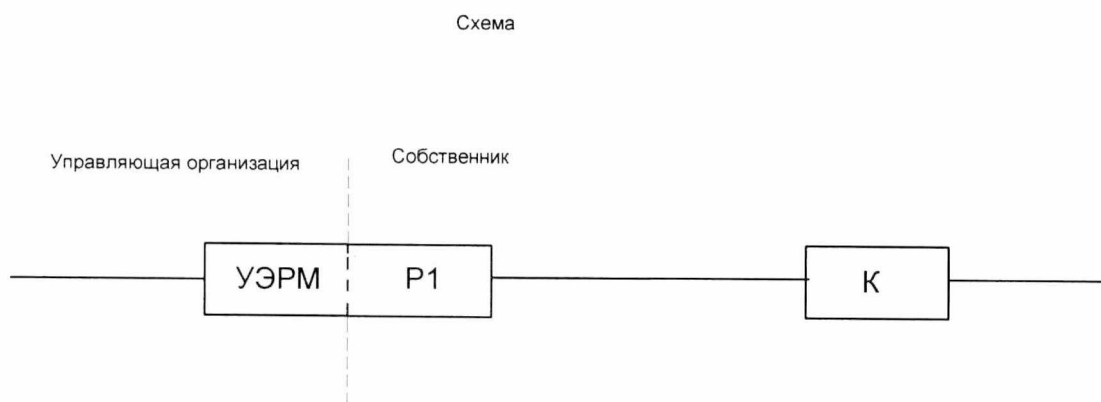 Схема
Управляющая организация
Собственник
УЭРМ
Р1
К